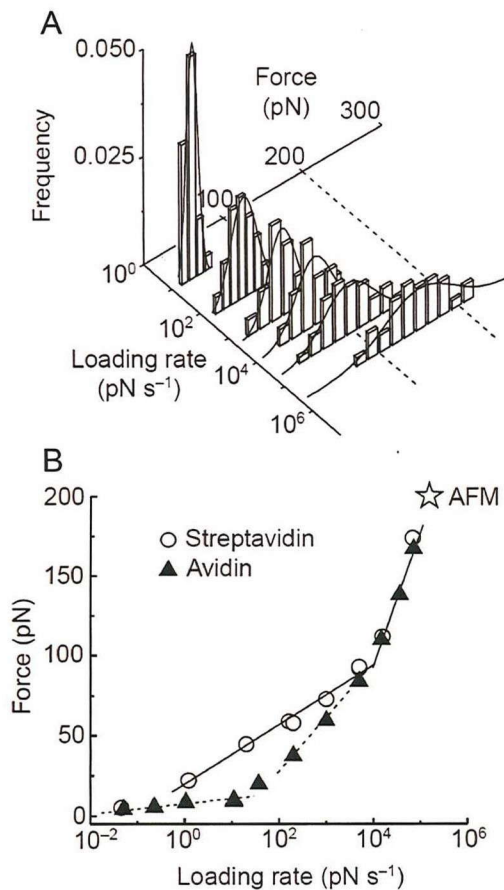 A
0.050
0.025
Frequency
Force
(pN)
100
200
300
10⁰
10²
10⁴
10⁶
Loading rate
(pN s⁻¹)
B
200
150
100
50
0
Force (pN)
AFM
Streptavidin
Avidin
10⁻²
10⁰
10²
10⁴
10⁶
Loading rate (pN s⁻¹)